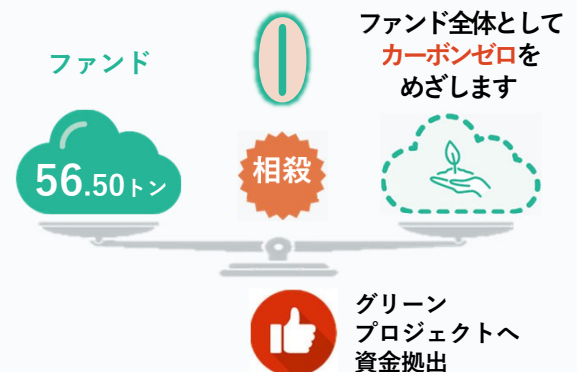 ファンド
ファンド全体として
カーボンゼロを
めざします
56.50トン
相殺
グリーン
プロジェクトへ
資金拠出